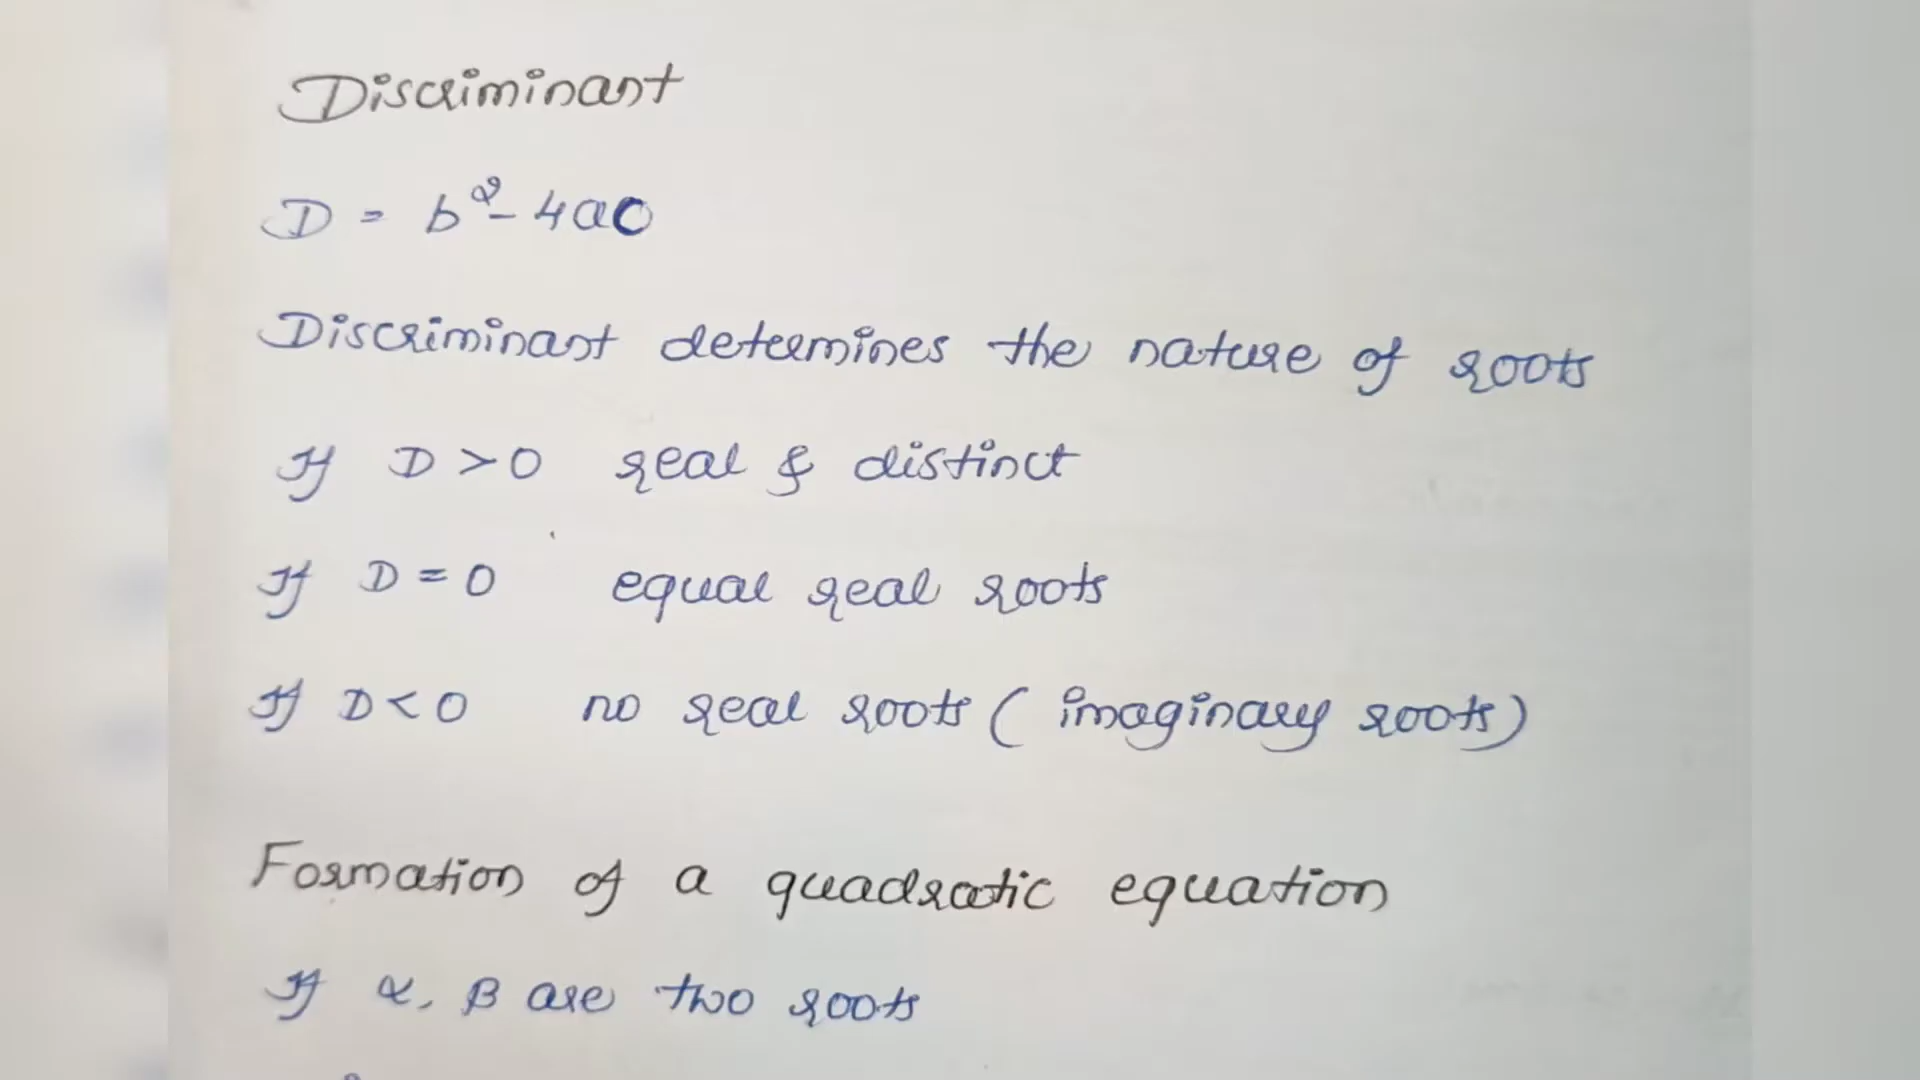 Discriminant
D = b² - 4ac
Discriminant determines the nature of roots
If D > 0 real & distinct
If D = 0 equal real roots
If D < 0 no real roots ( imaginary roots)
Formation of a quadratic equation
If α, β are two roots